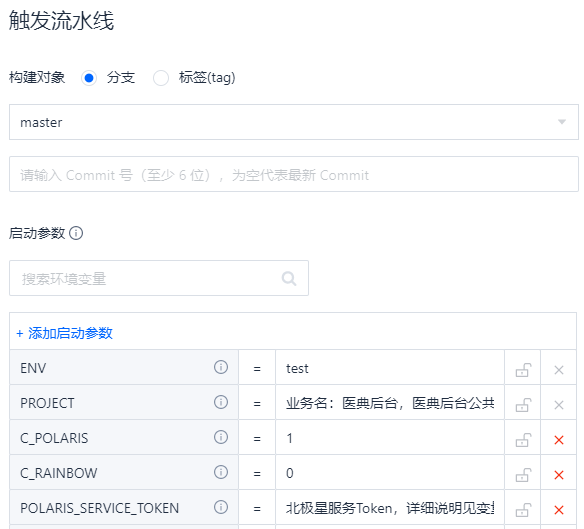 触发流水线
构建对象 分支 标签(tag)
master
请输入 Commit 号（至少 6 位），为空代表最新 Commit
启动参数
搜索环境变量
+ 添加启动参数
ENV = test
PROJECT = 业务名：医典后台，医典后台公共
C_POLARIS = 1
C_RAINBOW = 0
POLARIS_SERVICE_TOKEN = 北极星服务Token，详细说明见变量